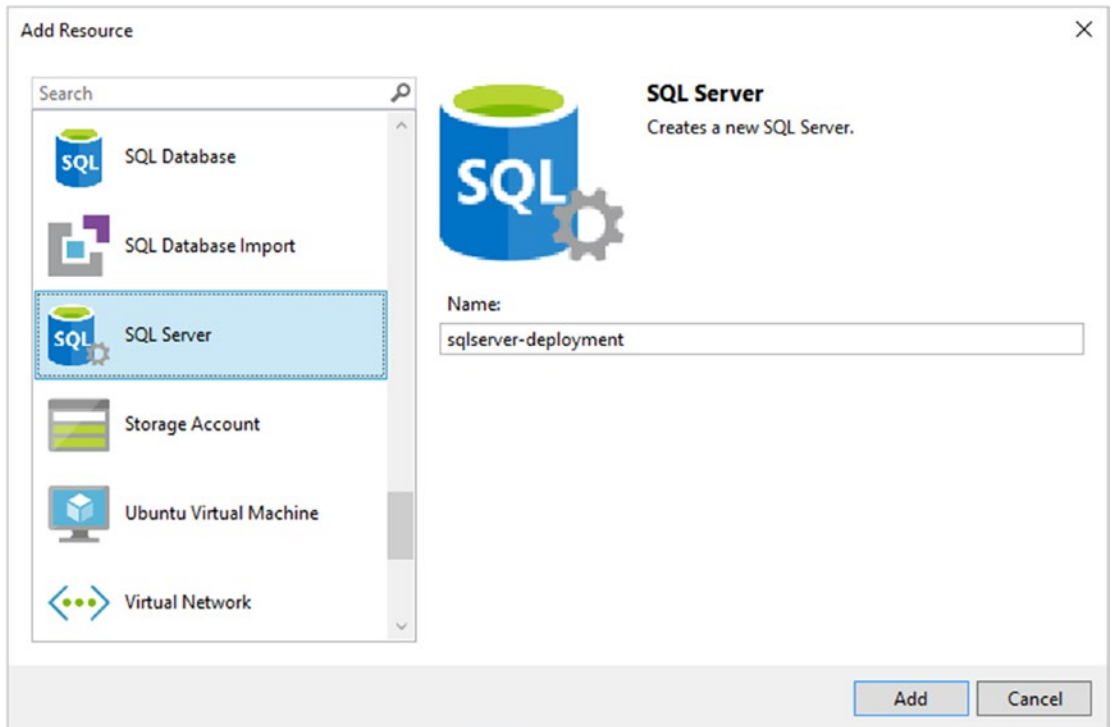 Add Resource
Search
SQL
SQL Database
SQL Database Import
SQL
SQL Server
Storage Account
Ubuntu Virtual Machine
Virtual Network
SQL
SQL Server
Creates a new SQL Server.
Name:
sqlserver-deployment
Add
Cancel